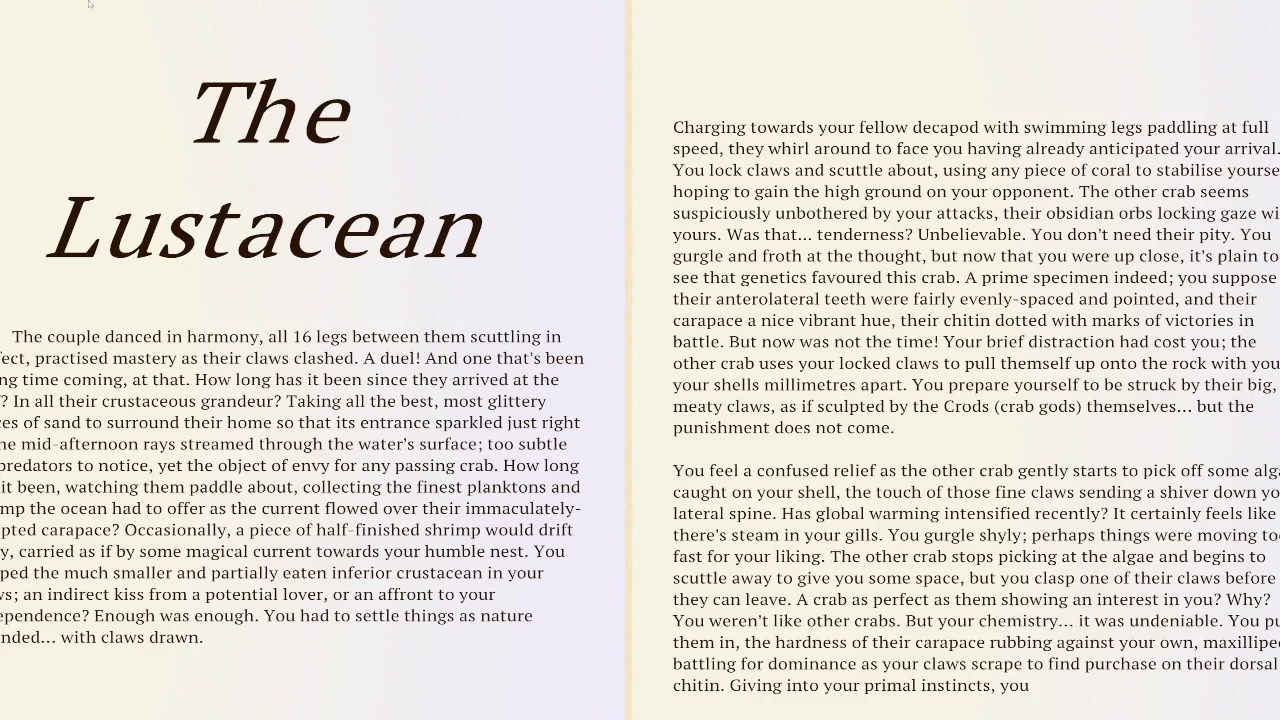 The
Lustacean
The couple danced in harmony, all 16 legs between them scuttling in
fect, practised mastery as their claws clashed. A duel! And one that's been
ng time coming, at that. How long has it been since they arrived at the
? In all their crustaceous grandeur? Taking all the best, most glittery
ces of sand to surround their home so that its entrance sparkled just right
he mid-afternoon rays streamed through the water's surface; too subtle
predators to notice, yet the object of envy for any passing crab. How long
it been, watching them paddle about, collecting the finest planktons and
mp the ocean had to offer as the current flowed over their immaculately-
pted carapace? Occasionally, a piece of half-finished shrimp would drift
y, carried as if by some magical current towards your humble nest. You
ped the much smaller and partially eaten inferior crustacean in your
ws; an indirect kiss from a potential lover, or an affront to your
ependence? Enough was enough. You had to settle things as nature
nded... with claws drawn.
Charging towards your fellow decapod with swimming legs paddling at full
speed, they whirl around to face you having already anticipated your arrival.
You lock claws and scuttle about, using any piece of coral to stabilise yourse
hoping to gain the high ground on your opponent. The other crab seems
suspiciously unbothered by your attacks, their obsidian orbs locking gaze wi
yours. Was that... tenderness? Unbelievable. You don't need their pity. You
gurgle and froth at the thought, but now that you were up close, it's plain to
see that genetics favoured this crab. A prime specimen indeed; you suppose
their anterolateral teeth were fairly evenly-spaced and pointed, and their
carapace a nice vibrant hue, their chitin dotted with marks of victories in
battle. But now was not the time! Your brief distraction had cost you; the
other crab uses your locked claws to pull themself up onto the rock with you
your shells millimetres apart. You prepare yourself to be struck by their big,
meaty claws, as if sculpted by the Crods (crab gods) themselves... but the
punishment does not come.
You feel a confused relief as the other crab gently starts to pick off some alga
caught on your shell, the touch of those fine claws sending a shiver down yo
lateral spine. Has global warming intensified recently? It certainly feels like
there's steam in your gills. You gurgle shyly; perhaps things were moving too
fast for your liking. The other crab stops picking at the algae and begins to
scuttle away to give you some space, but you clasp one of their claws before
they can leave. A crab as perfect as them showing an interest in you? Why?
You weren't like other crabs. But your chemistry... it was undeniable. You pu
them in, the hardness of their carapace rubbing against your own, maxillipe
battling for dominance as your claws scrape to find purchase on their dorsal
chitin. Giving into your primal instincts, you